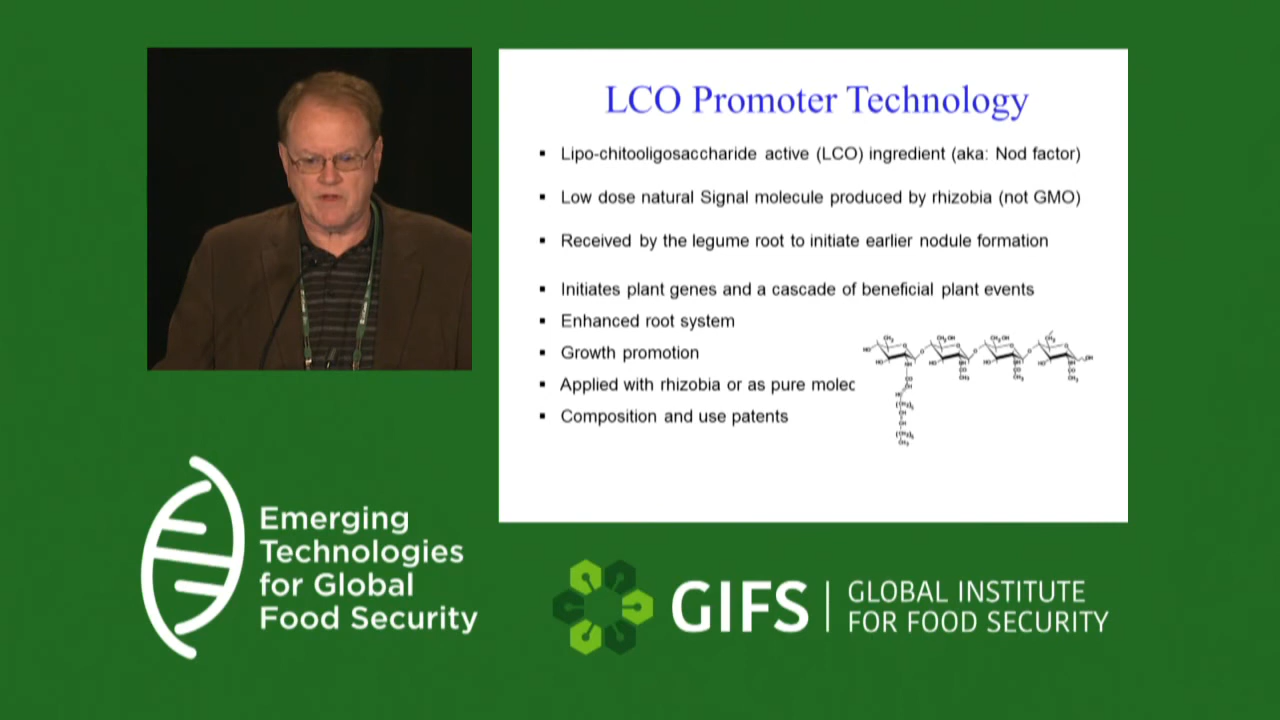 LCO Promoter Technology
▪ Lipo-chitooligosaccharide active (LCO) ingredient (aka: Nod factor)
▪ Low dose natural Signal molecule produced by rhizobia (not GMO)
▪ Received by the legume root to initiate earlier nodule formation
▪ Initiates plant genes and a cascade of beneficial plant events
▪ Enhanced root system
▪ Growth promotion
▪ Applied with rhizobia or as pure molec
▪ Composition and use patents
Emerging
Technologies
for Global
Food Security
GIFS
GLOBAL INSTITUTE
FOR FOOD SECURITY